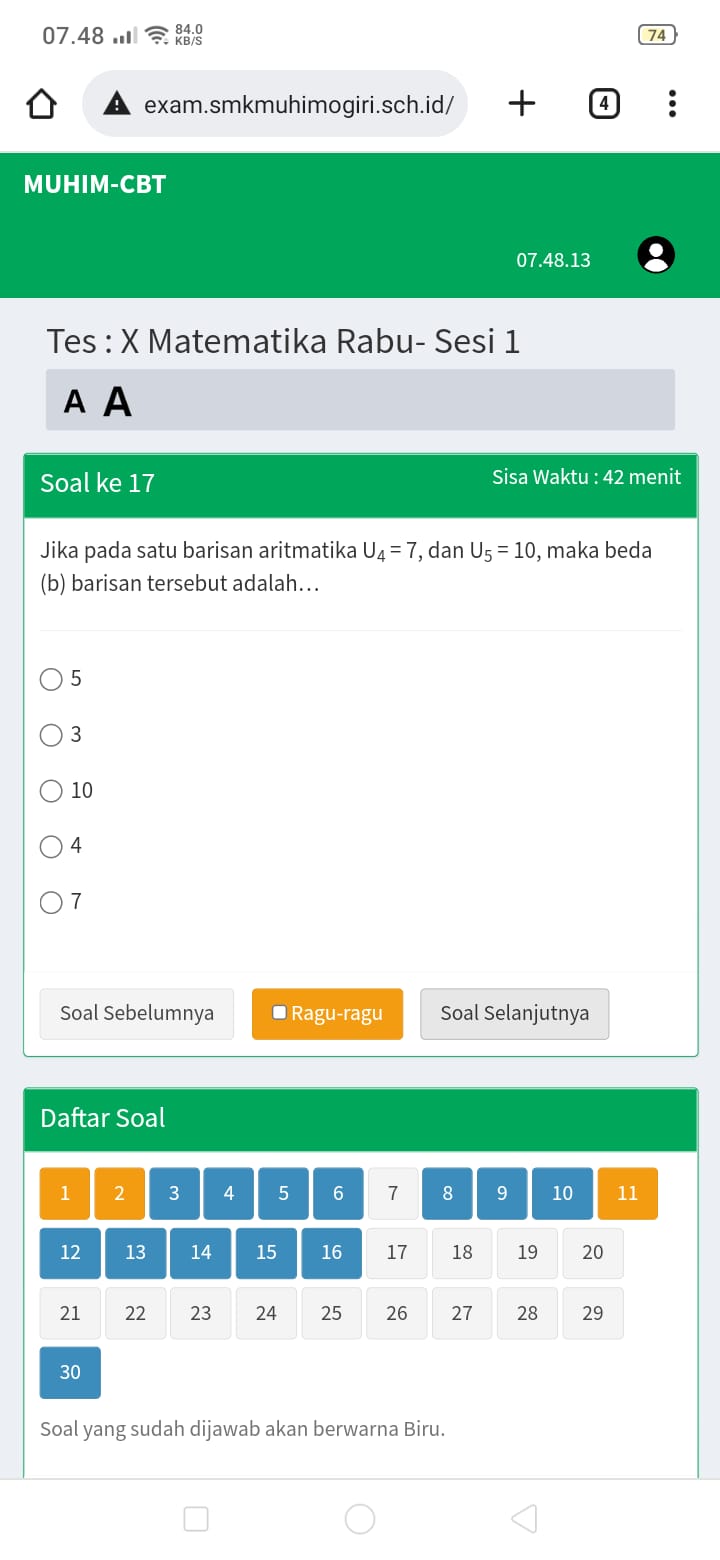 07.48 84.0 KB/S 74
exam.smkmuhimogiri.sch.id/ 4
MUHIM-CBT
07.48.13
Tes : X Matematika Rabu- Sesi 1
A A
Soal ke 17 Sisa Waktu : 42 menit
Jika pada satu barisan aritmatika U₄ = 7, dan U₅ = 10, maka beda
(b) barisan tersebut adalah…
5
3
10
4
7
Soal Sebelumnya Ragu-ragu Soal Selanjutnya
Daftar Soal
1 2 3 4 5 6 7 8 9 10 11
12 13 14 15 16 17 18 19 20
21 22 23 24 25 26 27 28 29
30
Soal yang sudah dijawab akan berwarna Biru.